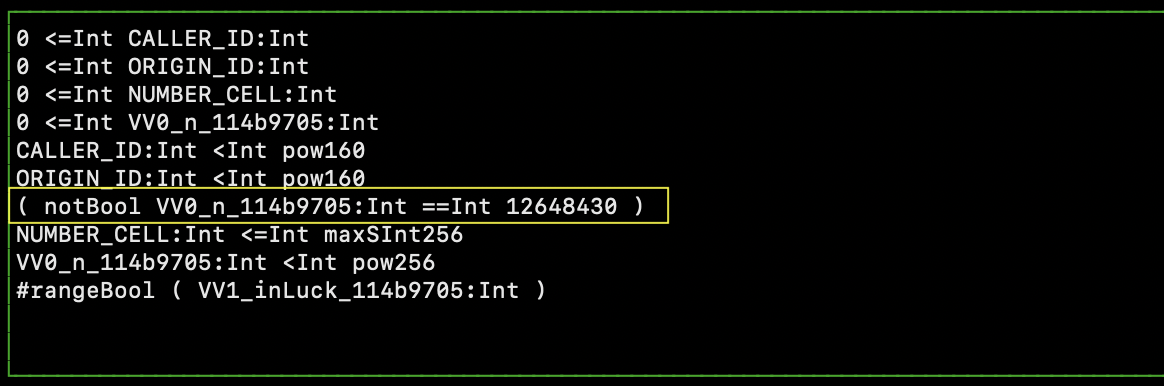 0 <=Int CALLER_ID:Int
0 <=Int ORIGIN_ID:Int
0 <=Int NUMBER_CELL:Int
0 <=Int VV0_n_114b9705:Int
CALLER_ID:Int <Int pow160
ORIGIN_ID:Int <Int pow160
( notBool VV0_n_114b9705:Int ==Int 12648430 )
NUMBER_CELL:Int <=Int maxSInt256
VV0_n_114b9705:Int <Int pow256
#rangeBool ( VV1_inLuck_114b9705:Int )